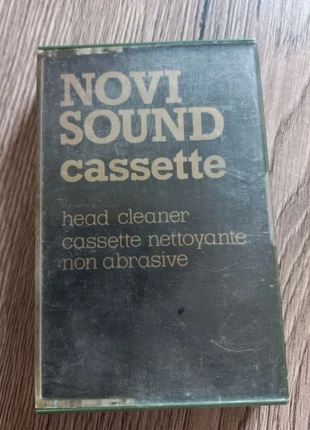 NOVI
SOUND
cassette
head cleaner
cassette nettoyante
non abrasive